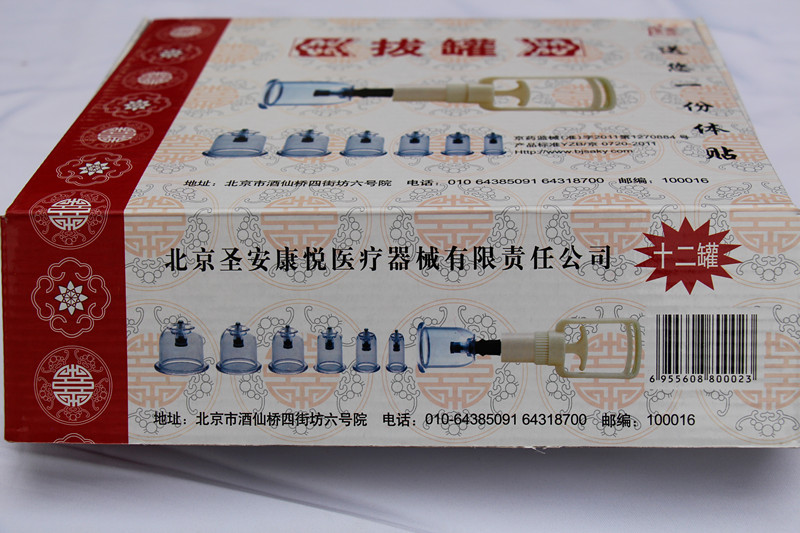 拔罐
送您一份体贴
京药监械(准)字2011第1270884 号
产品标准YZB/京 0720-2011
Http://www.bjsaky.com
地址：北京市酒仙桥四街坊六号院 电话：010 64385091 64318700 邮编：100016
北京圣安康悦医疗器械有限责任公司
十二罐
6 955608 800023
地址：北京市酒仙桥四街坊六号院 电话：010-64385091 64318700 邮编：100016